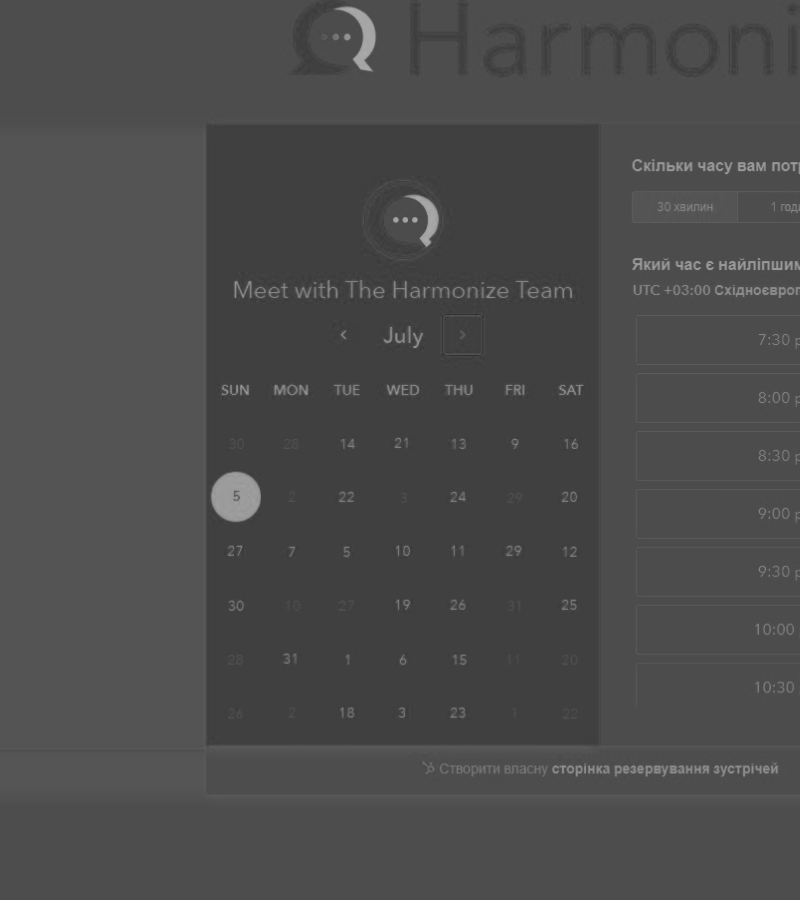 Harmoni
Meet with The Harmonize Team
July
SUN MON TUE WED THU FRI SAT
30 28 14 21 13 9 16
5 2 22 3 24 29 20
27 7 5 10 11 29 12
30 10 27 19 26 31 25
28 31 1 6 15 11 20
26 2 18 3 23 1 22
Скільки часу вам потр
30 хвилин 1 годи
Який час є найліпшим
UTC +03:00 Східноєвроп
7:30 p
8:00 p
8:30 p
9:00 p
9:30 p
10:00
10:30
Створити власну сторінка резервування зустрічей